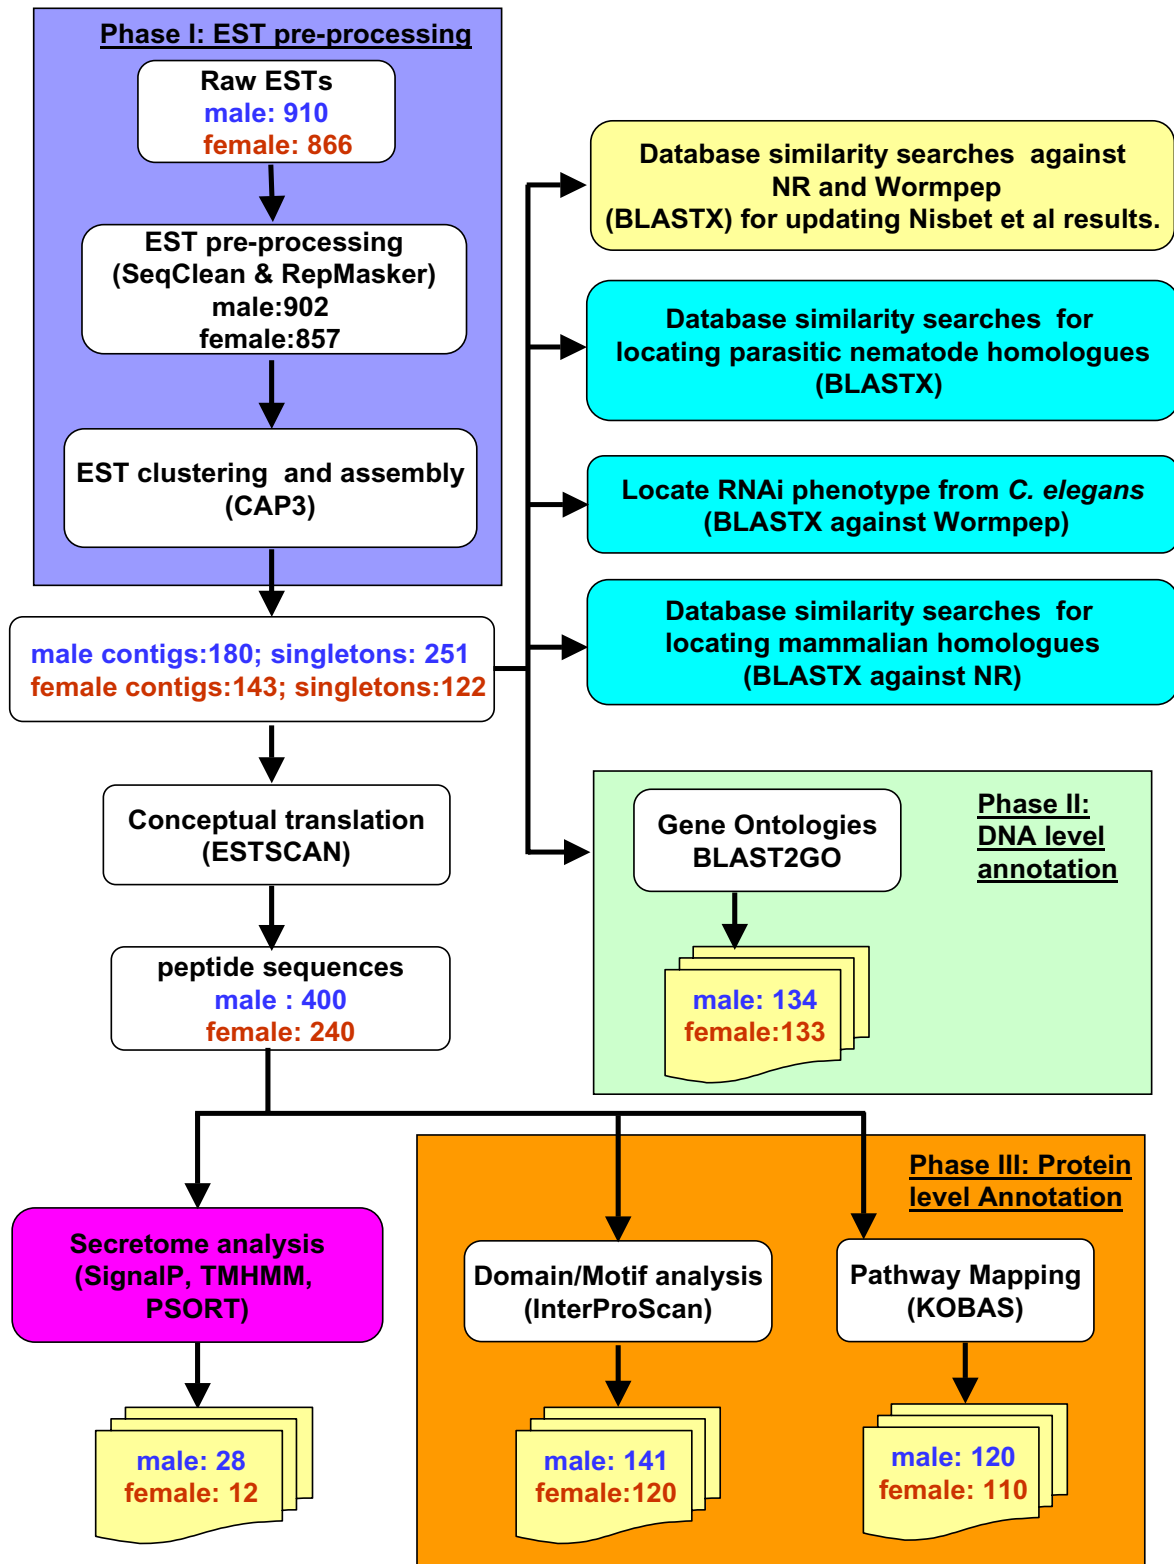 Phase I: EST pre-processing
Raw ESTs
male: 910
female: 866
EST pre-processing
(SeqClean & RepMasker)
male:902
female:857
EST clustering and assembly
(CAP3)
male contigs:180; singletons: 251
female contigs:143; singletons:122
Database similarity searches against
NR and Wormpep
(BLASTX) for updating Nisbet et al results.
Database similarity searches for
locating parasitic nematode homologues
(BLASTX)
Locate RNAi phenotype from C. elegans
(BLASTX against Wormpep)
Database similarity searches for
locating mammalian homologues
(BLASTX against NR)
Phase II:
DNA level
annotation
Gene Ontologies
BLAST2GO
male: 134
female:133
Conceptual translation
(ESTSCAN)
peptide sequences
male : 400
female: 240
Secretome analysis
(SignalP, TMHMM,
PSORT)
male: 28
female: 12
Phase III: Protein
level Annotation
Domain/Motif analysis
(InterProScan)
male: 141
female:120
Pathway Mapping
(KOBAS)
male: 120
female: 110